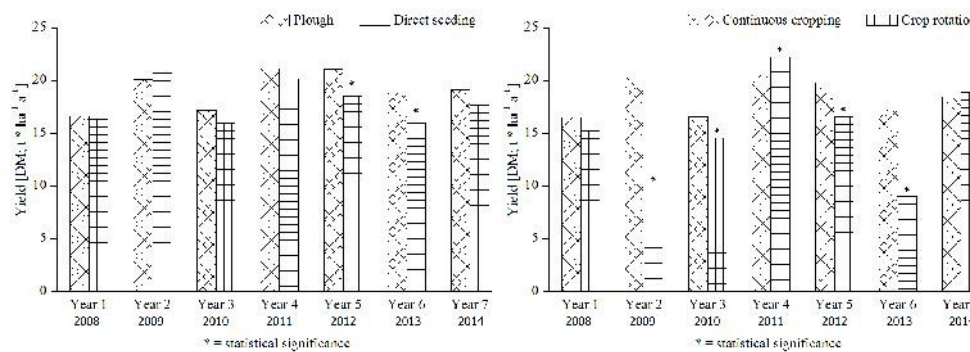 25
20
15
10
5
0
Yield [DM; t * ha⁻¹ a⁻¹]
Plough
Direct seeding
*
*
Year 1 Year 2 Year 3 Year 4 Year 5 Year 6 Year 7
2008 2009 2010 2011 2012 2013 2014
* = statistical significance
25
20
15
10
5
0
Yield [DM; t * ha⁻¹ a⁻¹]
Continuous cropping
Crop rotation
*
*
*
*
*
Year 1 Year 2 Year 3 Year 4 Year 5 Year 6 Year 7
2008 2009 2010 2011 2012 2013 2014
* = statistical significance